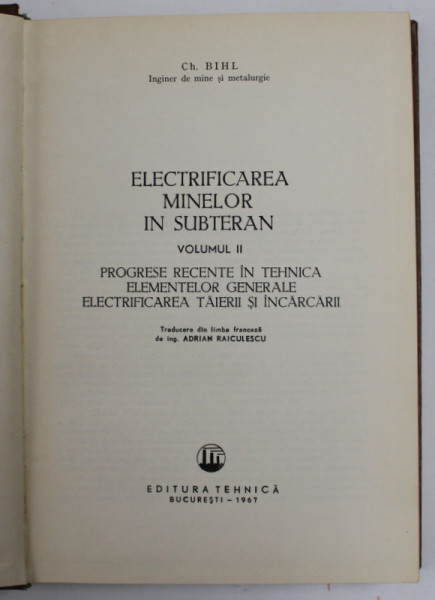 Ch. BIHL
Inginer de mine și metalurgie
ELECTRIFICAREA
MINELOR
IN SUBTERAN
VOLUMUL II
PROGRESE RECENTE ÎN TEHNICA
ELEMENTELOR GENERALE
ELECTRIFICAREA TĂIERII ȘI ÎNCĂRCĂRII
Traducere din limba franceză
de ing. ADRIAN RAICULESCU
EDITURA TEHNICĂ
BUCUREȘTI – 1967